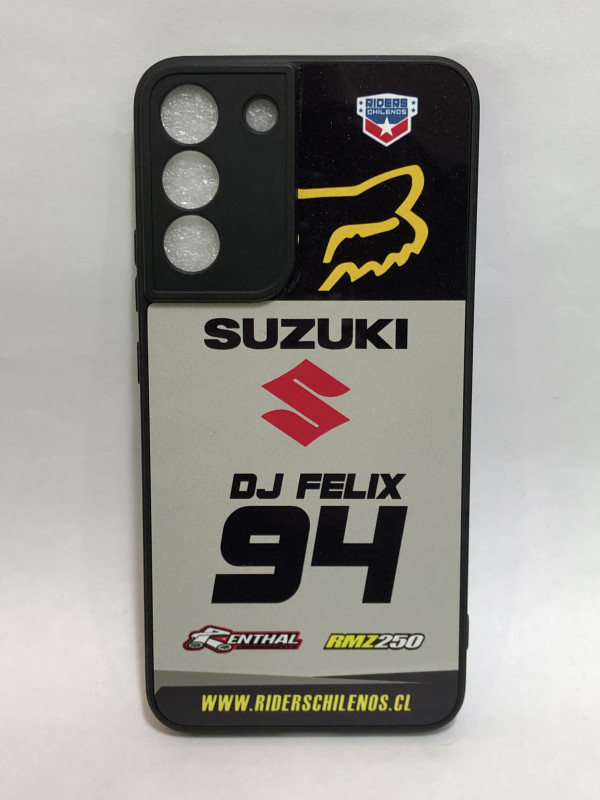 RIDERS
CHILENOS
SUZUKI
DJ FELIX
94
RENTHAL
RMZ250
WWW.RIDERSCHILENOS.CL